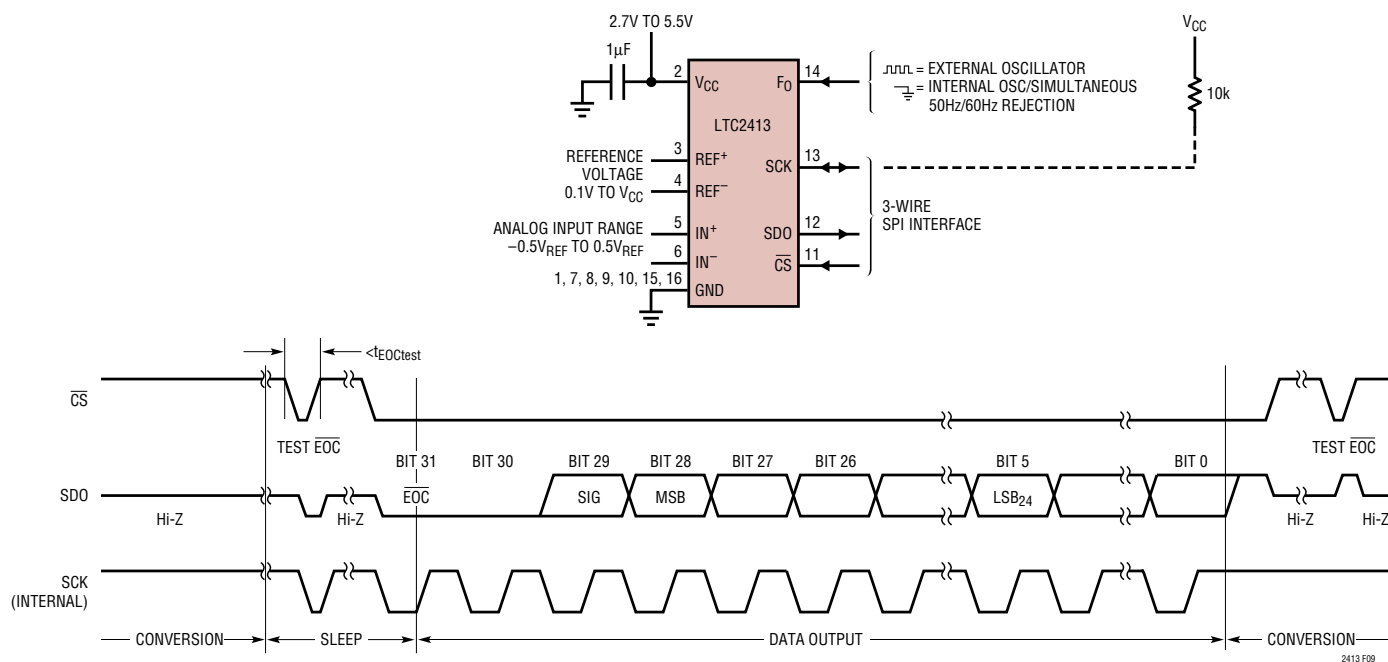 2.7V TO 5.5V
1µF
VCC
10k
2
VCC
LTC2413
FO
14
= EXTERNAL OSCILLATOR
= INTERNAL OSC/SIMULTANEOUS
50Hz/60Hz REJECTION
REFERENCE
VOLTAGE
0.1V TO VCC
3
REF+
4
REF–
SCK
13
ANALOG INPUT RANGE
–0.5VREF TO 0.5VREF
5
IN+
6
IN–
SDO
12
CS
11
3-WIRE
SPI INTERFACE
1, 7, 8, 9, 10, 15, 16
GND
<tEOCtest
CS
TEST EOC
TEST EOC
BIT 31
BIT 30
BIT 29
BIT 28
BIT 27
BIT 26
BIT 5
BIT 0
SDO
EOC
SIG
MSB
LSB24
Hi-Z
Hi-Z
Hi-Z
Hi-Z
SCK
(INTERNAL)
CONVERSION
SLEEP
DATA OUTPUT
CONVERSION
2413 F09